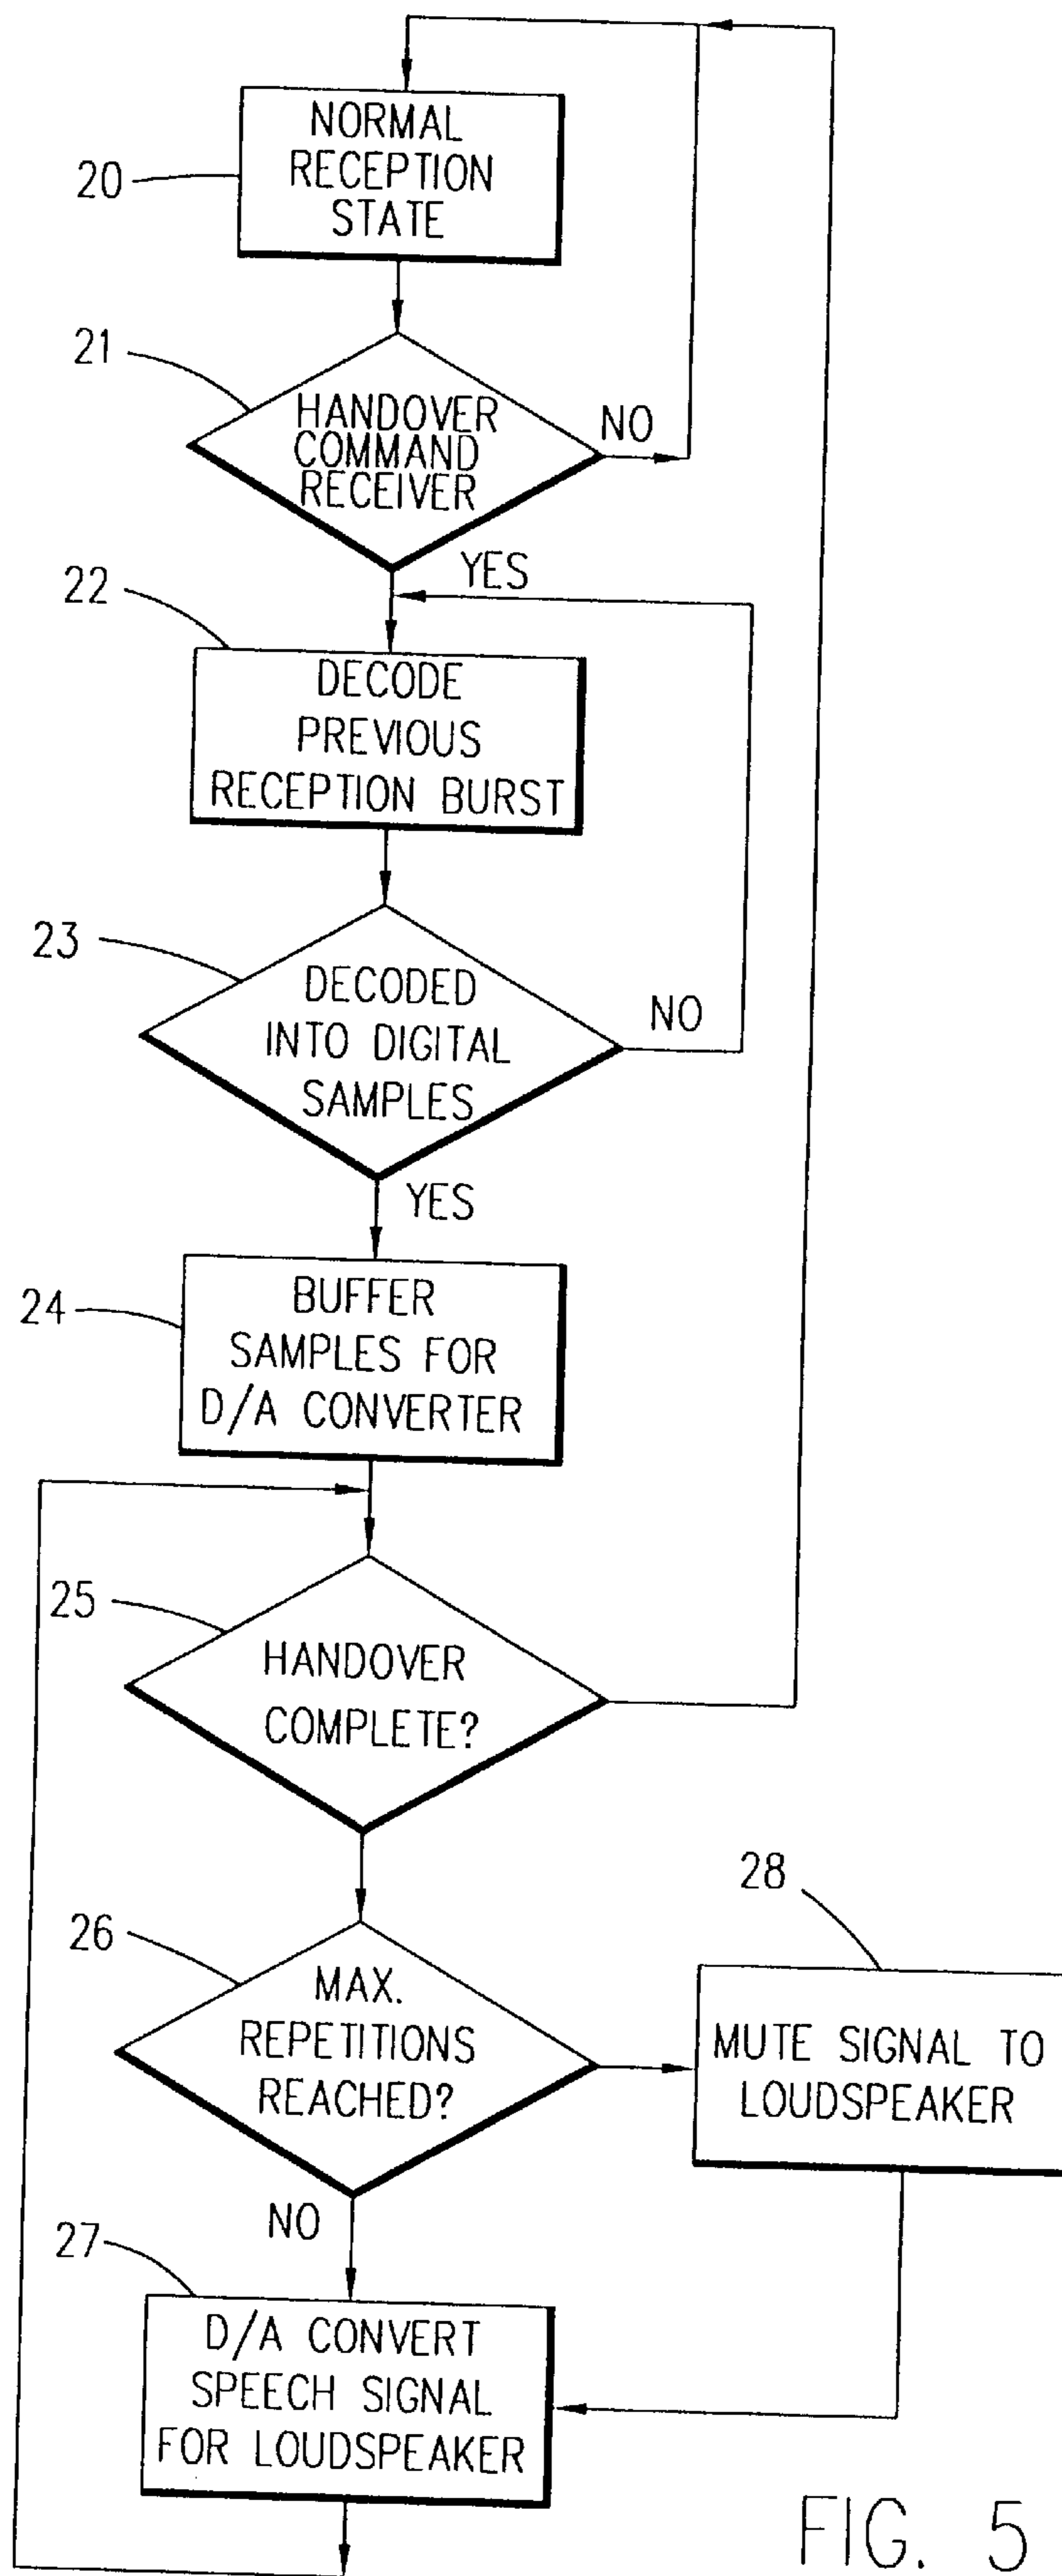 20
NORMAL
RECEPTION
STATE
21
HANDOVER
COMMAND
RECEIVER
NO
YES
22
DECODE
PREVIOUS
RECEPTION BURST
23
DECODED
INTO DIGITAL
SAMPLES
NO
YES
24
BUFFER
SAMPLES FOR
D/A CONVERTER
25
HANDOVER
COMPLETE?
26
MAX.
REPETITIONS
REACHED?
28
MUTE SIGNAL TO
LOUDSPEAKER
NO
27
D/A CONVERT
SPEECH SIGNAL
FOR LOUDSPEAKER
FIG. 5